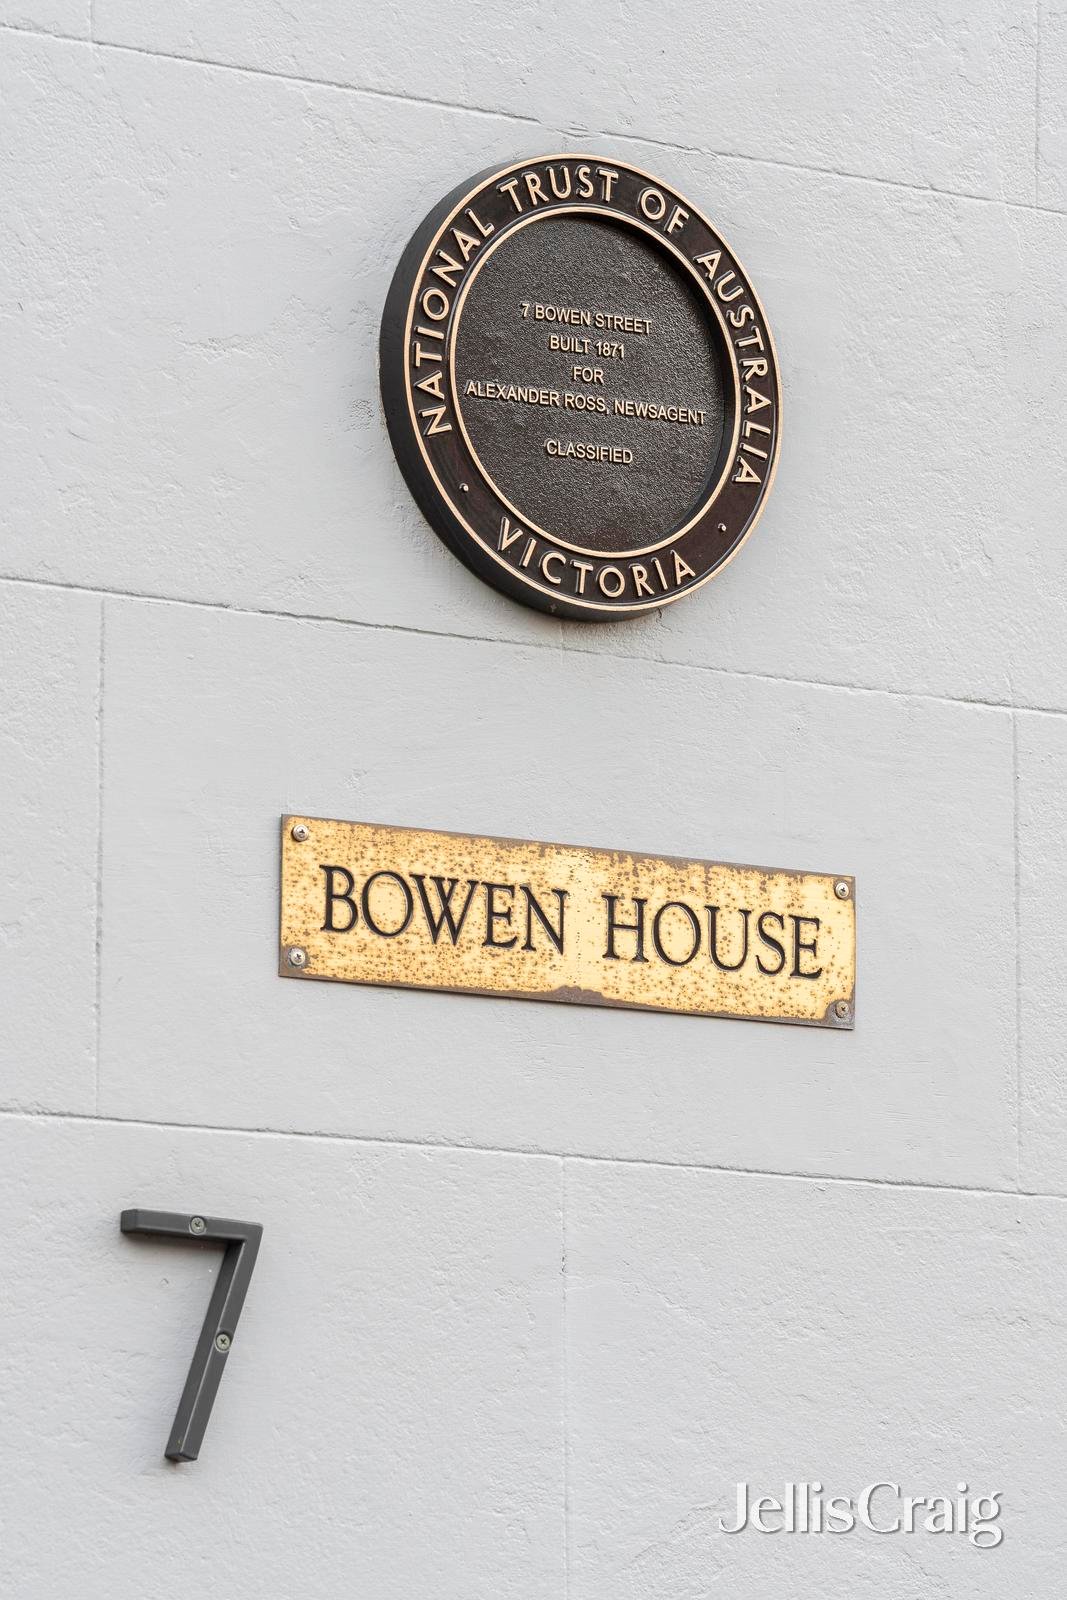 NATIONAL TRUST OF AUSTRALIA
7 BOWEN STREET
BUILT 1871
FOR
ALEXANDER ROSS, NEWSAGENT
CLASSIFIED
• VICTORIA •
BOWEN HOUSE
7
JellisCraig